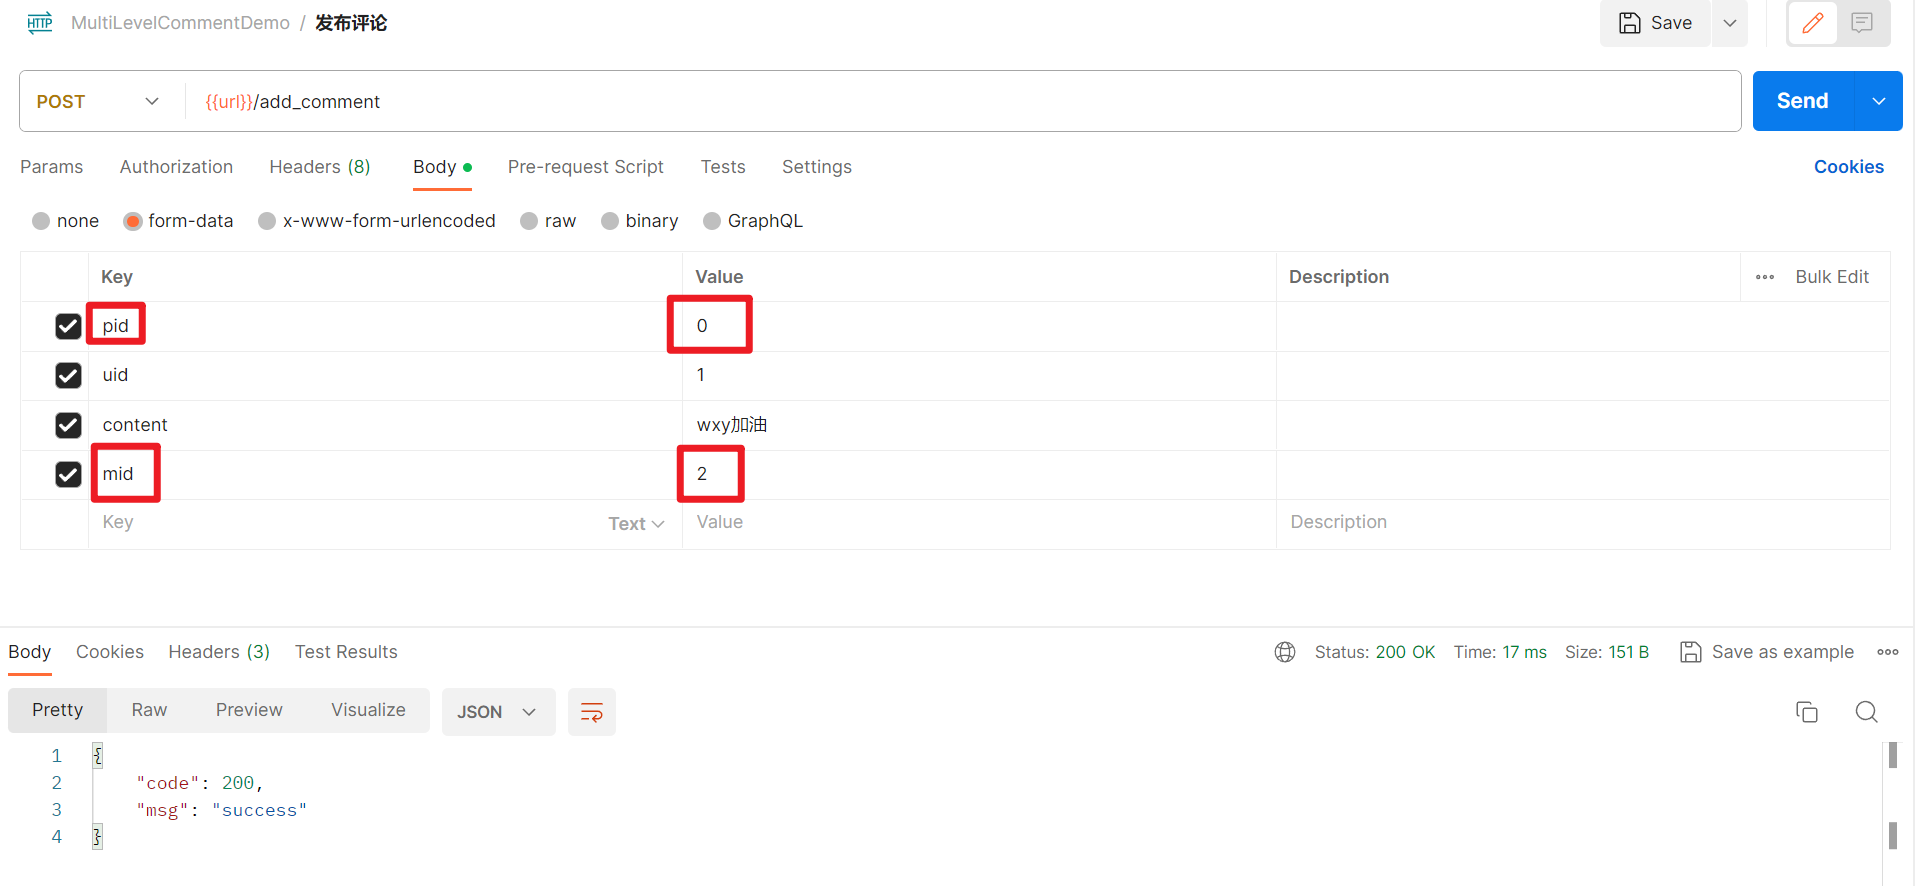 HTTP MultiLevelCommentDemo / 发布评论 Save
POST {{url}}/add_comment Send
Params Authorization Headers (8) Body Pre-request Script Tests Settings Cookies
none form-data x-www-form-urlencoded raw binary GraphQL
Key Value Description Bulk Edit
pid 0
uid 1
content wxy加油
mid 2
Key Text Value Description
Body Cookies Headers (3) Test Results Status: 200 OK Time: 17 ms Size: 151 B Save as example
Pretty Raw Preview Visualize JSON
1 {
2 "code": 200,
3 "msg": "success"
4 }